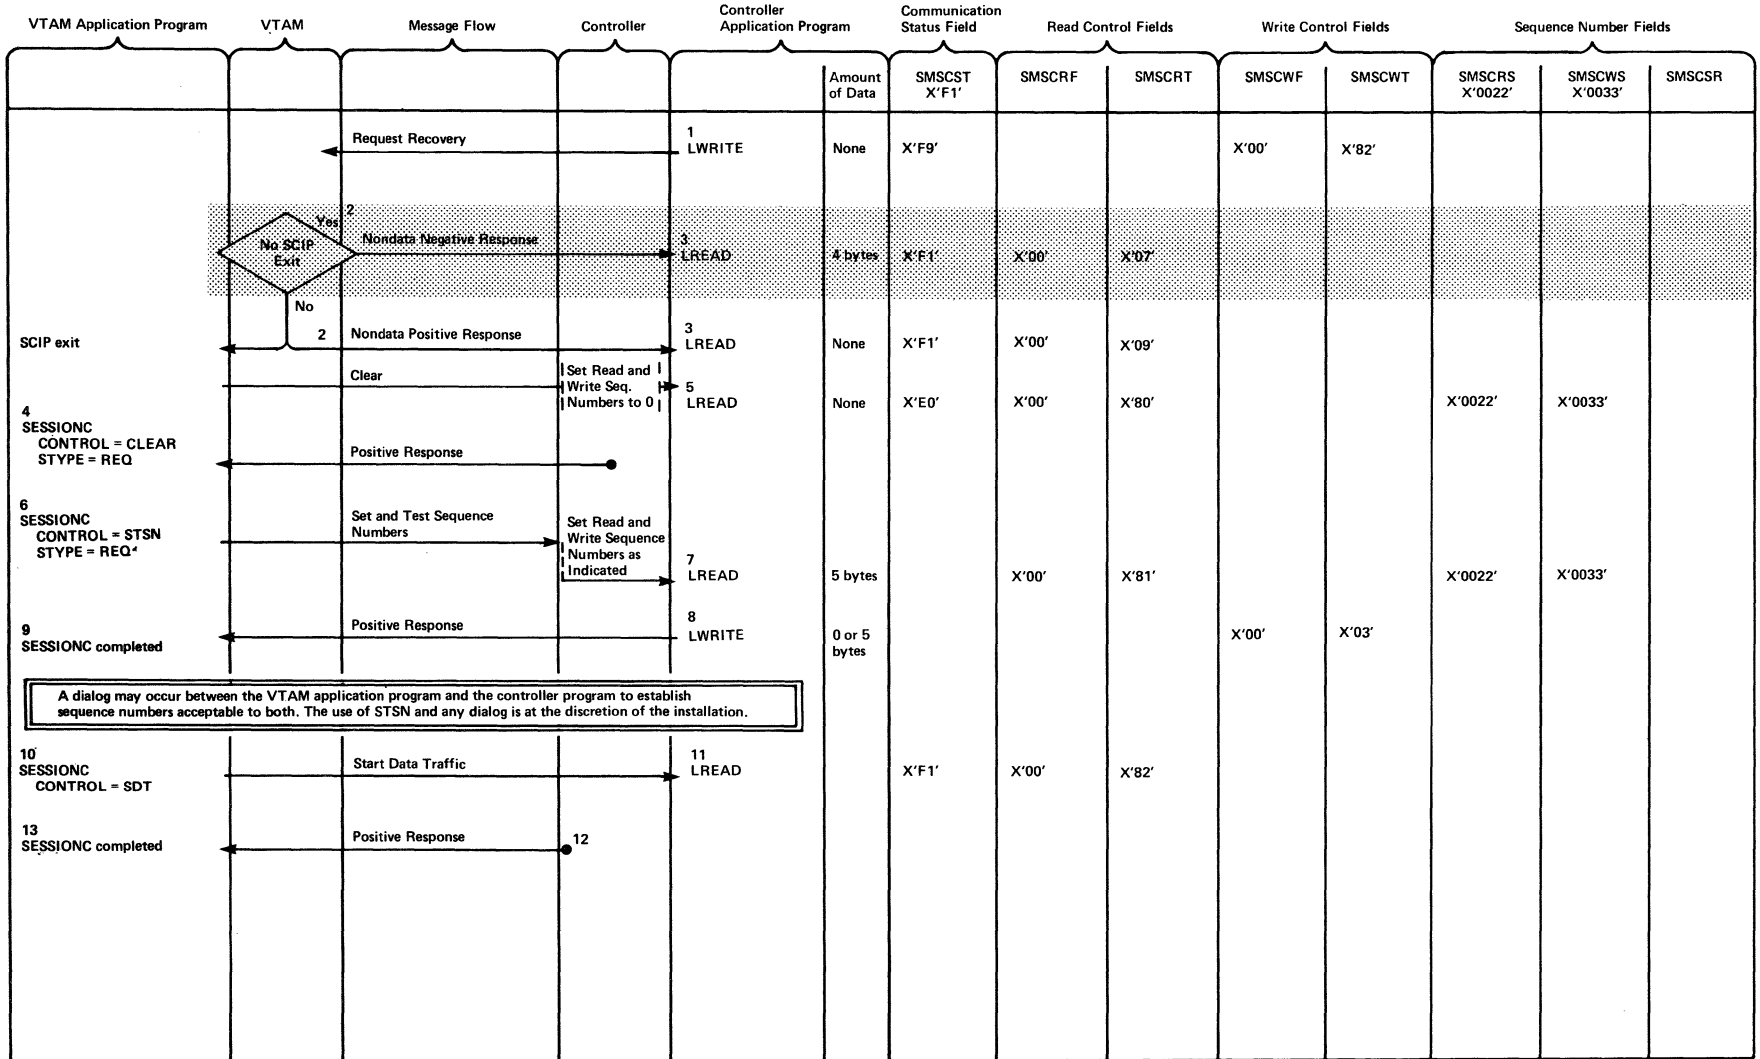 VTAM Application Program
VTAM
Message Flow
Controller
Controller
Application Program
Communication
Status Field
Read Control Fields
Write Control Fields
Sequence Number Fields
Amount
of Data
SMSCST
X'F1'
SMSCRF
SMSCRT
SMSCWF
SMSCWT
SMSCRS
X'0022'
SMSCWS
X'0033'
SMSCSR
Request Recovery
1
LWRITE
None
X'F9'
X'00'
X'82'
No SCIP
Exit
Yes
2
Nondata Negative Response
3
LREAD
4 bytes
X'F1'
X'00'
X'07'
No
SCIP exit
2
Nondata Positive Response
3
LREAD
None
X'F1'
X'00'
X'09'
Clear
Set Read and
Write Seq.
Numbers to 0
5
LREAD
None
X'E0'
X'00'
X'80'
X'0022'
X'0033'
4
SESSIONC
CONTROL = CLEAR
STYPE = REQ
Positive Response
6
SESSIONC
CONTROL = STSN
STYPE = REQ
Set and Test Sequence
Numbers
Set Read and
Write Sequence
Numbers as
Indicated
7
LREAD
5 bytes
X'00'
X'81'
X'0022'
X'0033'
9
SESSIONC completed
Positive Response
8
LWRITE
0 or 5
bytes
X'00'
X'03'
A dialog may occur between the VTAM application program and the controller program to establish
sequence numbers acceptable to both. The use of STSN and any dialog is at the discretion of the installation.
10
SESSIONC
CONTROL = SDT
Start Data Traffic
11
LREAD
X'F1'
X'00'
X'82'
13
SESSIONC completed
Positive Response
12